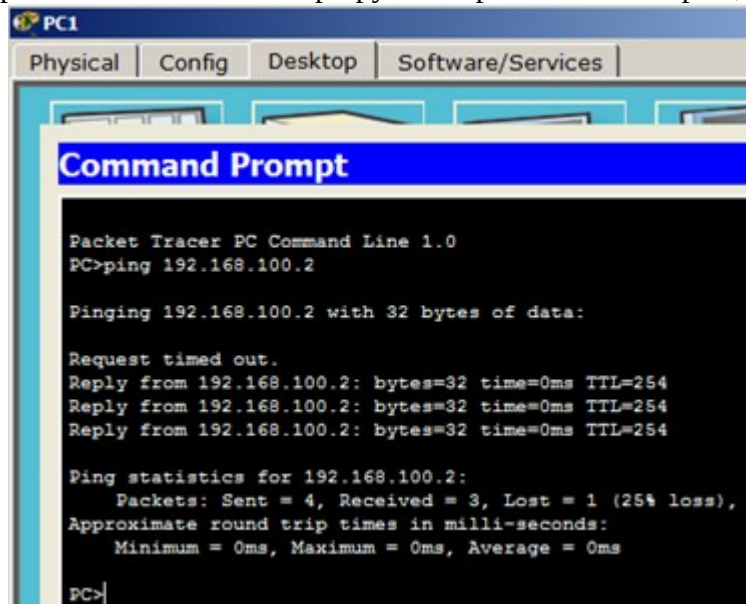 PC1
Physical Config Desktop Software/Services
Command Prompt
Packet Tracer PC Command Line 1.0
PC>ping 192.168.100.2
Pinging 192.168.100.2 with 32 bytes of data:
Request timed out.
Reply from 192.168.100.2: bytes=32 time=0ms TTL=254
Reply from 192.168.100.2: bytes=32 time=0ms TTL=254
Reply from 192.168.100.2: bytes=32 time=0ms TTL=254
Ping statistics for 192.168.100.2:
Packets: Sent = 4, Received = 3, Lost = 1 (25% loss),
Approximate round trip times in milli-seconds:
Minimum = 0ms, Maximum = 0ms, Average = 0ms
PC>